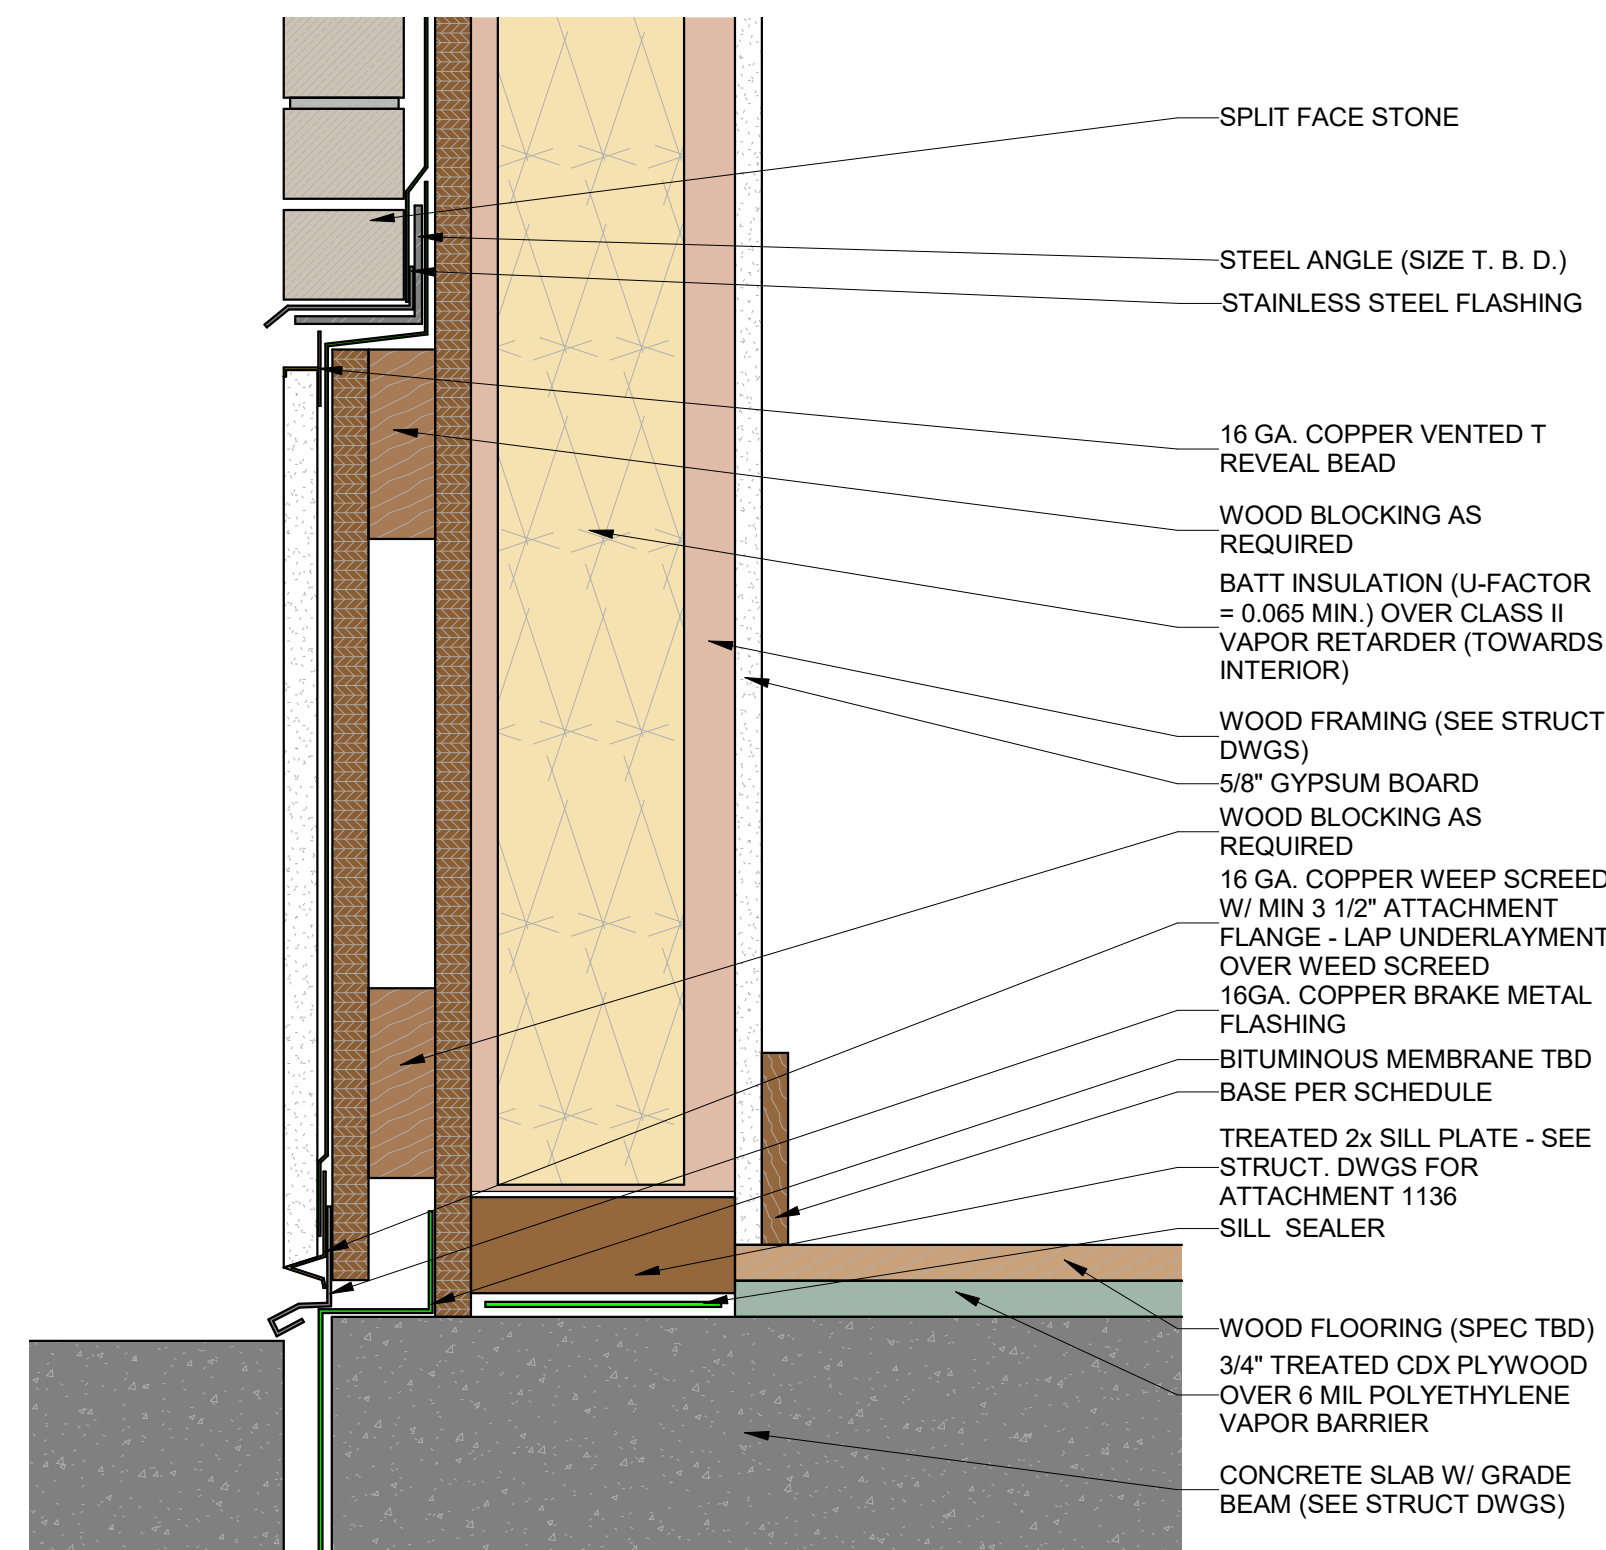 SPLIT FACE STONE
STEEL ANGLE (SIZE T. B. D.)
STAINLESS STEEL FLASHING
16 GA. COPPER VENTED T
REVEAL BEAD
WOOD BLOCKING AS
REQUIRED
BATT INSULATION (U-FACTOR
= 0.065 MIN.) OVER CLASS II
VAPOR RETARDER (TOWARDS
INTERIOR)
WOOD FRAMING (SEE STRUCT
DWGS)
5/8" GYPSUM BOARD
WOOD BLOCKING AS
REQUIRED
16 GA. COPPER WEEP SCREED
W/ MIN 3 1/2" ATTACHMENT
FLANGE - LAP UNDERLAYMENT
OVER WEED SCREED
16GA. COPPER BRAKE METAL
FLASHING
BITUMINOUS MEMBRANE TBD
BASE PER SCHEDULE
TREATED 2x SILL PLATE - SEE
STRUCT. DWGS FOR
ATTACHMENT 1136
SILL SEALER
WOOD FLOORING (SPEC TBD)
3/4" TREATED CDX PLYWOOD
OVER 6 MIL POLYETHYLENE
VAPOR BARRIER
CONCRETE SLAB W/ GRADE
BEAM (SEE STRUCT DWGS)